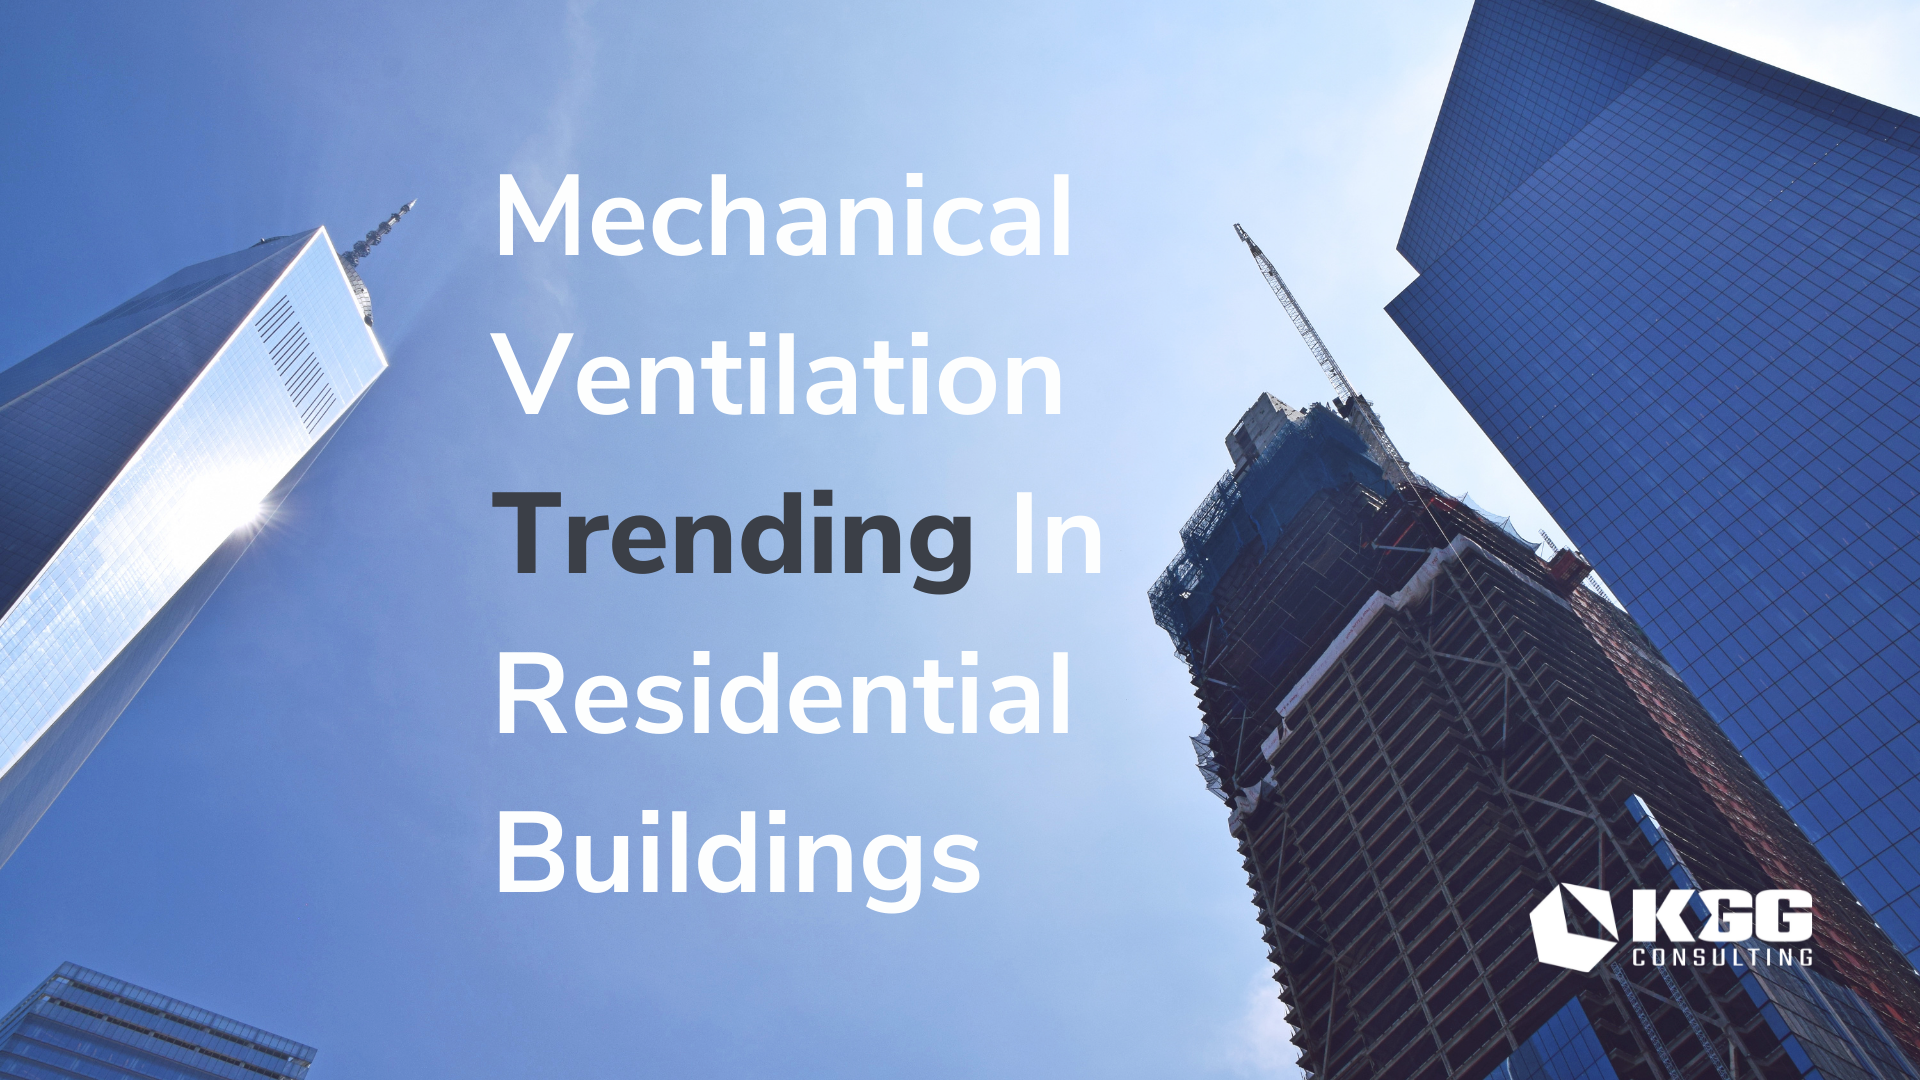 Mechanical
Ventilation
Trending In
Residential
Buildings
KGG
CONSULTING